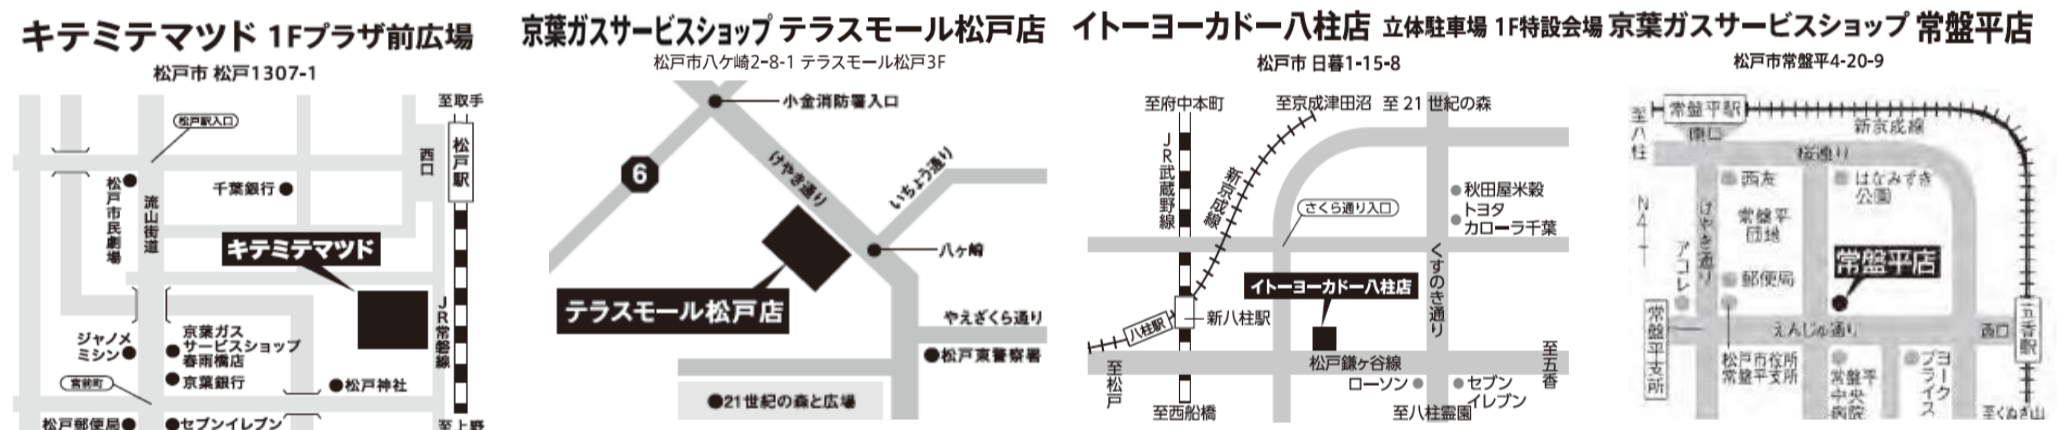 キテミテマツド 1Fプラザ前広場
松戸市 松戸1307-1
至取手
松戸駅入口
松戸駅
西口
松戸市民劇場
流山街道
千葉銀行
キテミテマツド
JR常磐線
ジャノメ
ミシン
京葉ガス
サービスショップ
春雨橋店
京葉銀行
宮前町
松戸神社
松戸郵便局
セブンイレブン
至上野
京葉ガスサービスショップ テラスモール松戸店
松戸市八ケ崎2-8-1 テラスモール松戸3F
小金消防署入口
6
けやき通り
いちょう通り
八ヶ崎
テラスモール松戸店
やえざくら通り
松戸東警察署
21世紀の森と広場
イトーヨーカドー八柱店 立体駐車場 1F特設会場
松戸市 日暮1-15-8
至府中本町
至京成津田沼
至 21 世紀の森
JR武蔵野線
新京成線
秋田屋米穀
トヨタ
カローラ千葉
さくら通り入口
くすのき通り
イトーヨーカドー八柱店
新八柱駅
八柱駅
松戸鎌ヶ谷線
至五香
至松戸
ローソン
セブン
イレブン
至西船橋
至八柱霊園
京葉ガスサービスショップ 常盤平店
松戸市常盤平4-20-9
至八柱
常盤平駅
南口
新京成線
桜通り
西友
はなみずき
公園
N4
けやき通り
常盤平
団地
アコレ
常盤平店
郵便局
常盤平支所
えんじゅ通り
西口
五香駅
松戸市役所
常盤平支所
常盤平
中央
病院
ヨーク
プライス
至くぬぎ山